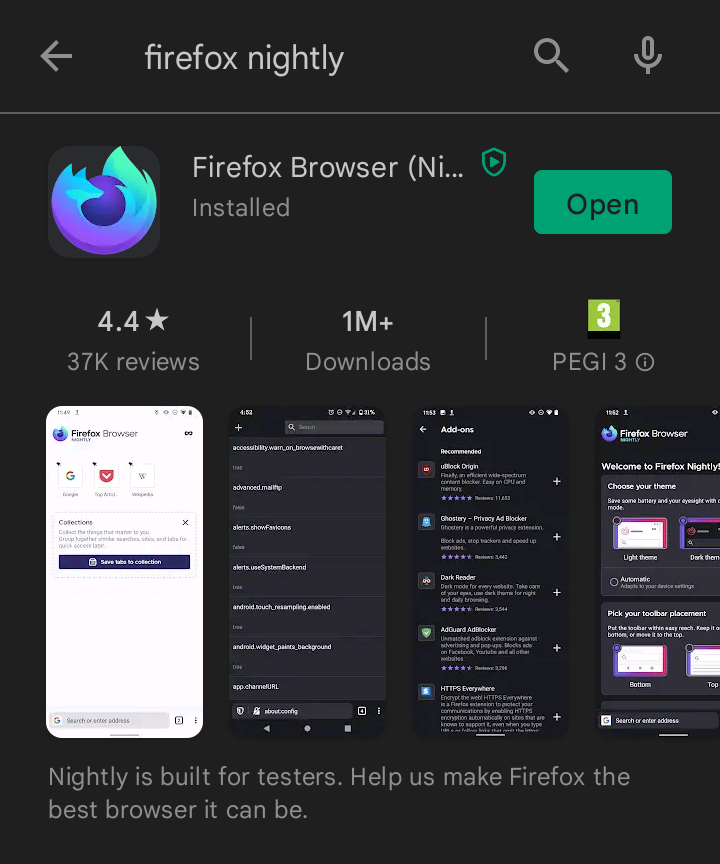 firefox nightly
Firefox Browser (Ni...
Installed
Open
4.4★
37K reviews
1M+
Downloads
3
PEGI 3
11:49
Firefox Browser
NIGHTLY
Google
Top Articl
Wikipedia
Collections
Collect the things that matter to you.
Group together similar searches, sites, and tabs for
quick access later.
Save tabs to collection
Search or enter address
2
4:52
31%
Search
accessibility.warn_on_browsewithcaret
true
advanced.mailftp
false
alerts.showFavicons
false
alerts.useSystemBackend
true
android.touch_resampling.enabled
true
android.widget_paints_background
true
app.channelURL
about:config
4
11:53
Add-ons
Recommended
uBlock Origin
Finally, an efficient wide-spectrum
content blocker. Easy on CPU and
memory.
Reviews: 11,653
Ghostery – Privacy Ad Blocker
Ghostery is a powerful privacy extension.
Block ads, stop trackers and speed up
websites.
Reviews: 3,442
Dark Reader
Dark mode for every website. Take care
of your eyes, use dark theme for night
and daily browsing.
Reviews: 3,544
AdGuard AdBlocker
Unmatched adblock extension against
advertising and pop-ups. Blocks ads
on Facebook, Youtube and all other
websites.
Reviews: 3,296
HTTPS Everywhere
Encrypt the web! HTTPS Everywhere
is a Firefox extension to protect your
communications by enabling HTTPS
encryption automatically on sites that are
known to support it, even when you type
11:52
Firefox Browser
NIGHTLY
Welcome to Firefox Nightly!
Choose your theme
Save some battery and your eyesight with
mode.
Light theme
Dark them
Automatic
Adapts to your device settings
Pick your toolbar placement
Put the toolbar within easy reach. Keep it o
bottom, or move it to the top.
Bottom
Top
Search or enter address
Nightly is built for testers. Help us make Firefox the
best browser it can be.